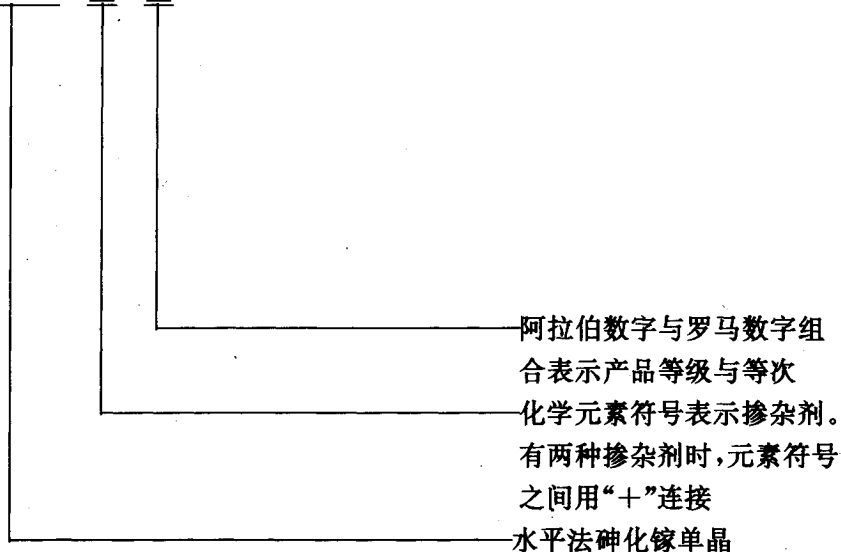 阿拉伯数字与罗马数字组
合表示产品等级与等次
化学元素符号表示掺杂剂。
有两种掺杂剂时,元素符号
之间用“+”连接
水平法砷化镓单晶